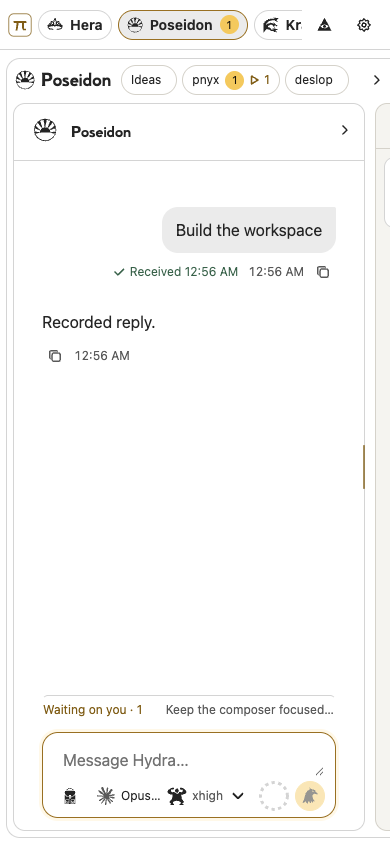 π Hera Poseidon 1 Kr
Poseidon Ideas pnyx 1 1 deslop
Poseidon
Build the workspace
Received 12:56 AM 12:56 AM
Recorded reply.
12:56 AM
Waiting on you · 1 Keep the composer focused…
Message Hydra…
Opus… xhigh